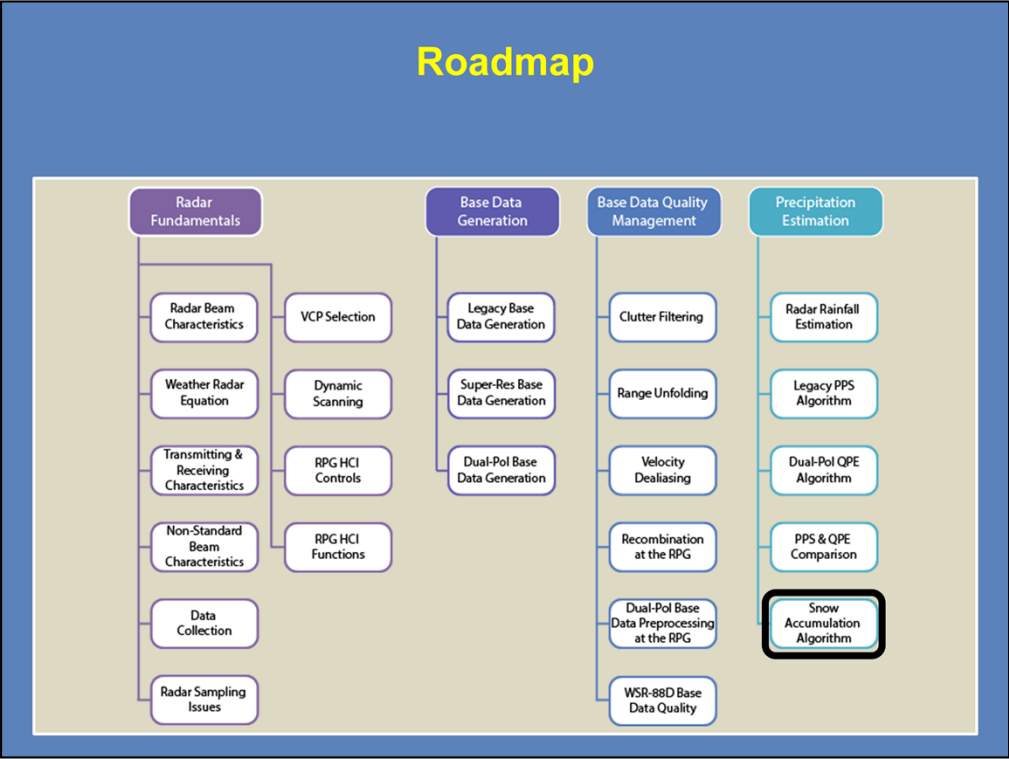 Roadmap
Radar
Fundamentals
Radar Beam
Characteristics
Weather Radar
Equation
Transmitting &
Receiving
Characteristics
Non-Standard
Beam
Characteristics
Data
Collection
Radar Sampling
Issues
VCP Selection
Dynamic
Scanning
RPG HCI
Controls
RPG HCI
Functions
Base Data
Generation
Legacy Base
Data Generation
Super-Res Base
Data Generation
Dual-Pol Base
Data Generation
Base Data Quality
Management
Clutter Filtering
Range Unfolding
Velocity
Dealiasing
Recombination
at the RPG
Dual-Pol Base
Data Preprocessing
at the RPG
WSR-88D Base
Data Quality
Precipitation
Estimation
Radar Rainfall
Estimation
Legacy PPS
Algorithm
Dual-Pol QPE
Algorithm
PPS & QPE
Comparison
Snow
Accumulation
Algorithm